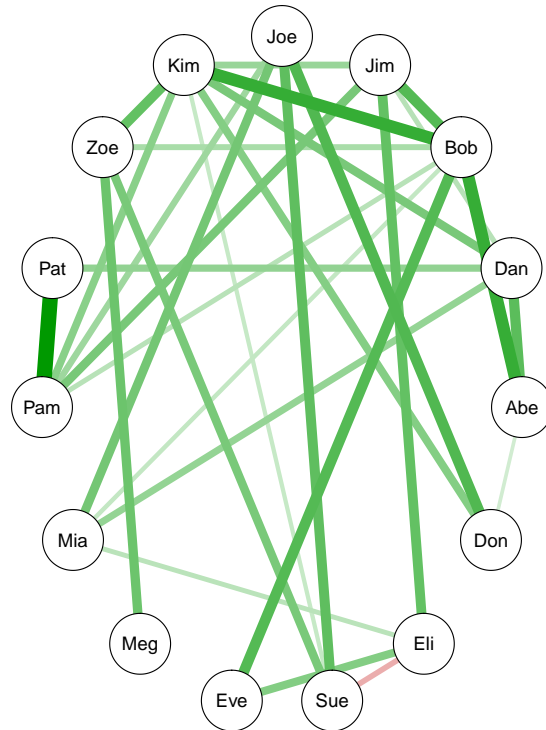 Joe
Kim
Jim
Zoe
Bob
Pat
Dan
Pam
Abe
Mia
Don
Meg
Eli
Eve
Sue